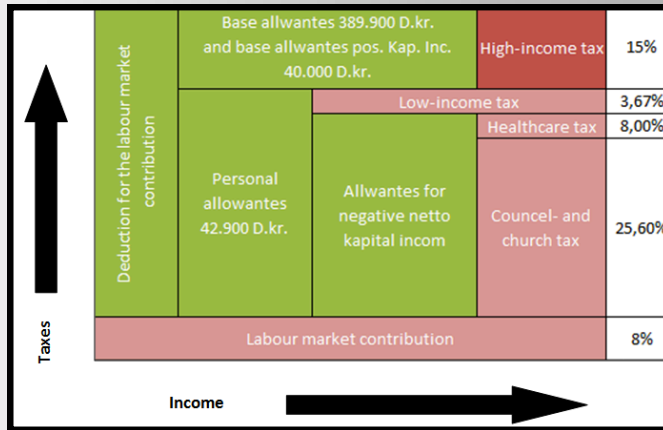 Base allwantes 389.900 D.kr.
and base allwantes pos. Kap. Inc.
40.000 D.kr.
High-income tax
15%
Low-income tax
3,67%
Healthcare tax
8,00%
Deduction for the labour market
contribution
Personal
allowantes
42.900 D.kr.
Allwantes for
negative netto
kapital incom
Councel- and
church tax
25,60%
Labour market contribution
8%
Taxes
Income